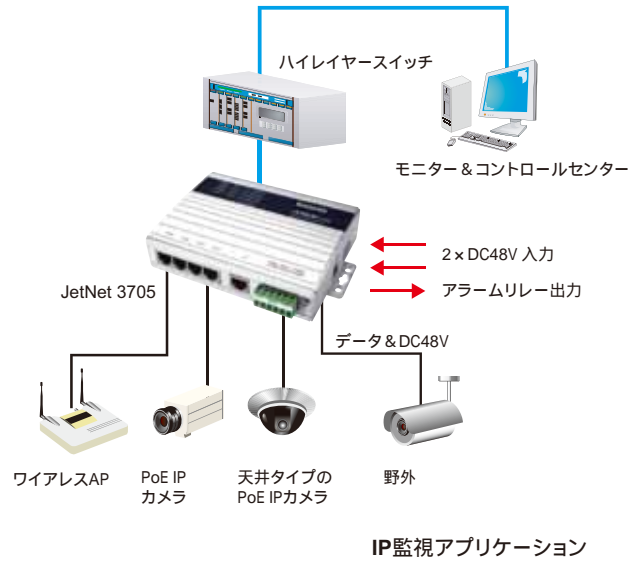 ハイレイヤースイッチ
モニター＆コントロールセンター
2×DC48V 入力
アラームリレー出力
JetNet 3705
データ＆DC48V
ワイアレスAP
PoE IP
カメラ
天井タイプの
PoE IPカメラ
野外
IP監視アプリケーション